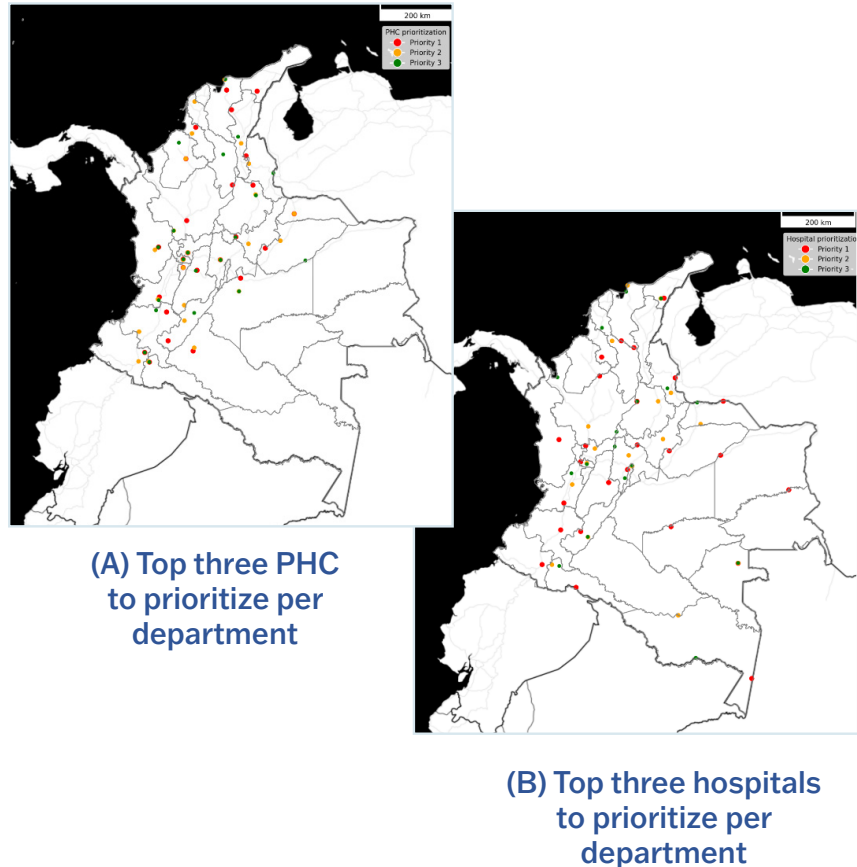 200 km
PHC prioritization
Priority 1
Priority 2
Priority 3
(A) Top three PHC
to prioritize per
department
200 km
Hospital prioritization
Priority 1
Priority 2
Priority 3
(B) Top three hospitals
to prioritize per
department